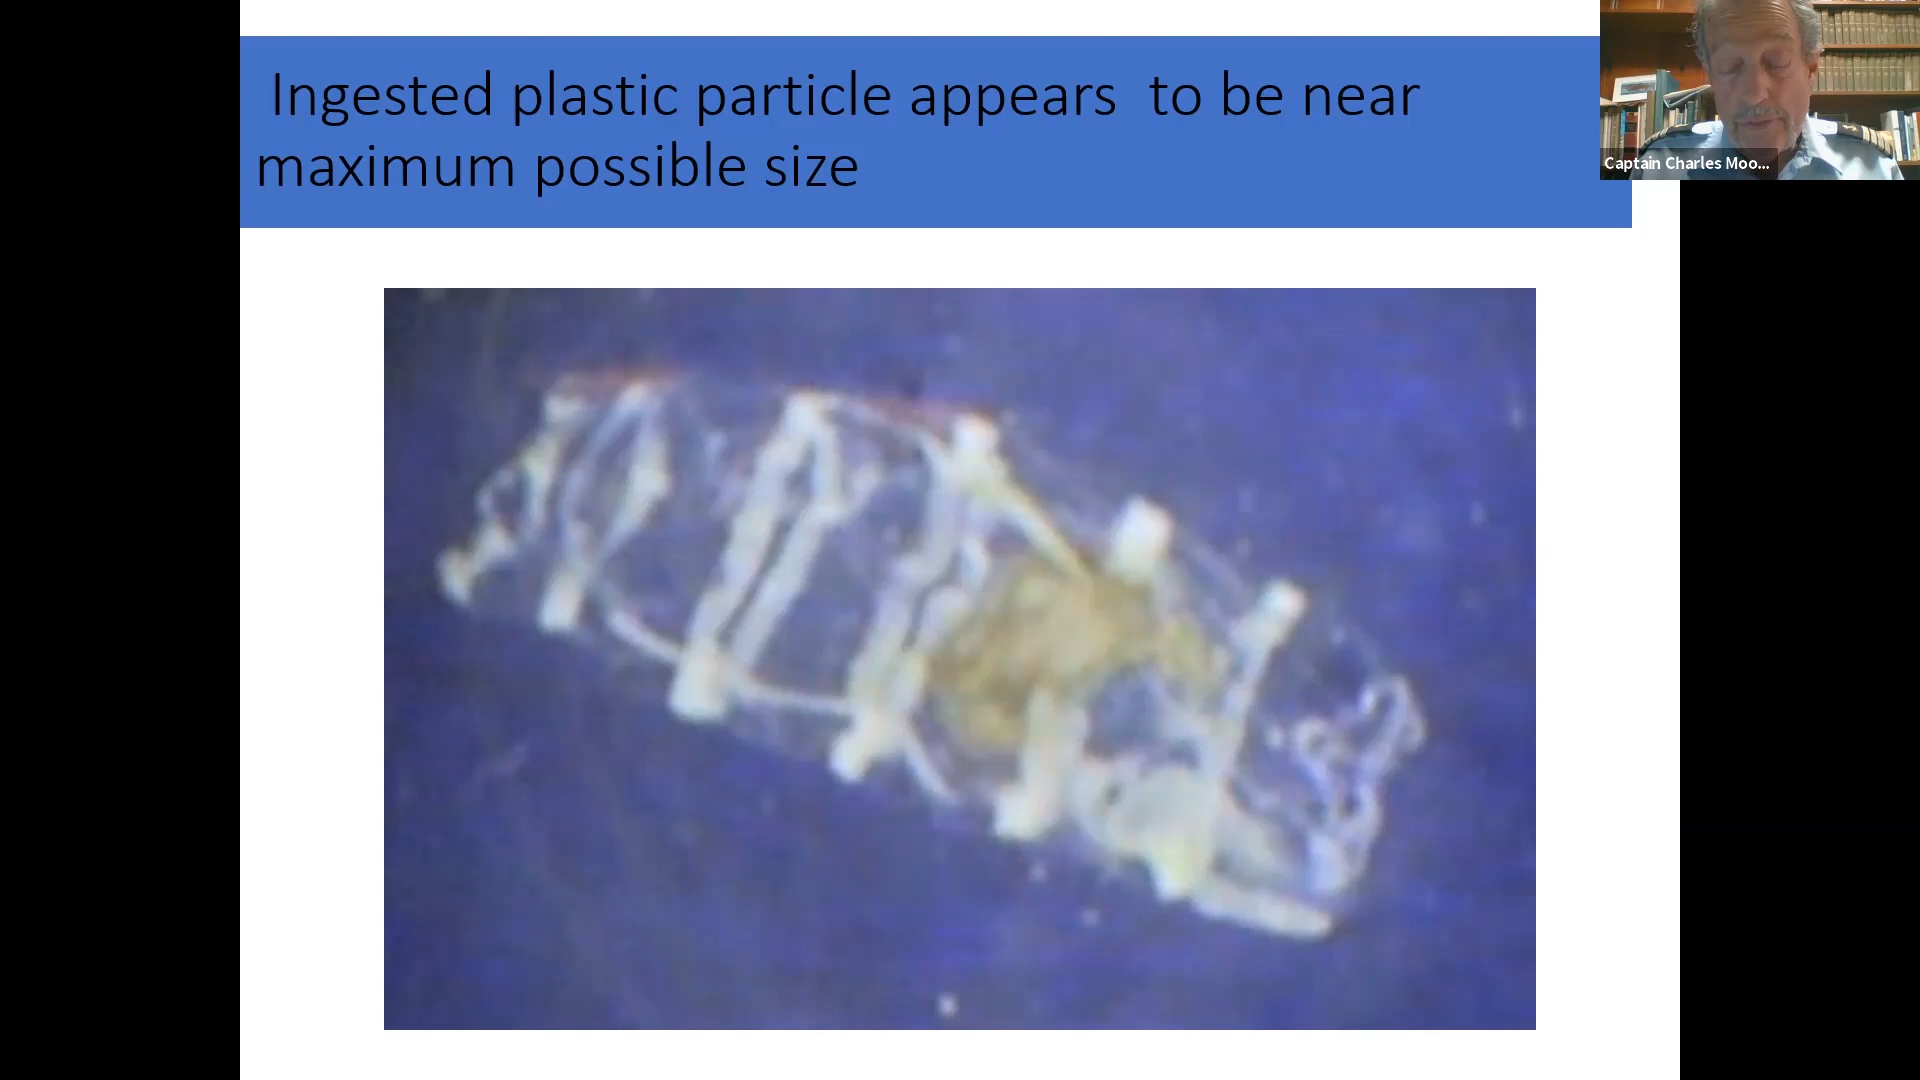 Ingested plastic particle appears  to be near
maximum possible size
Captain Charles Moo...